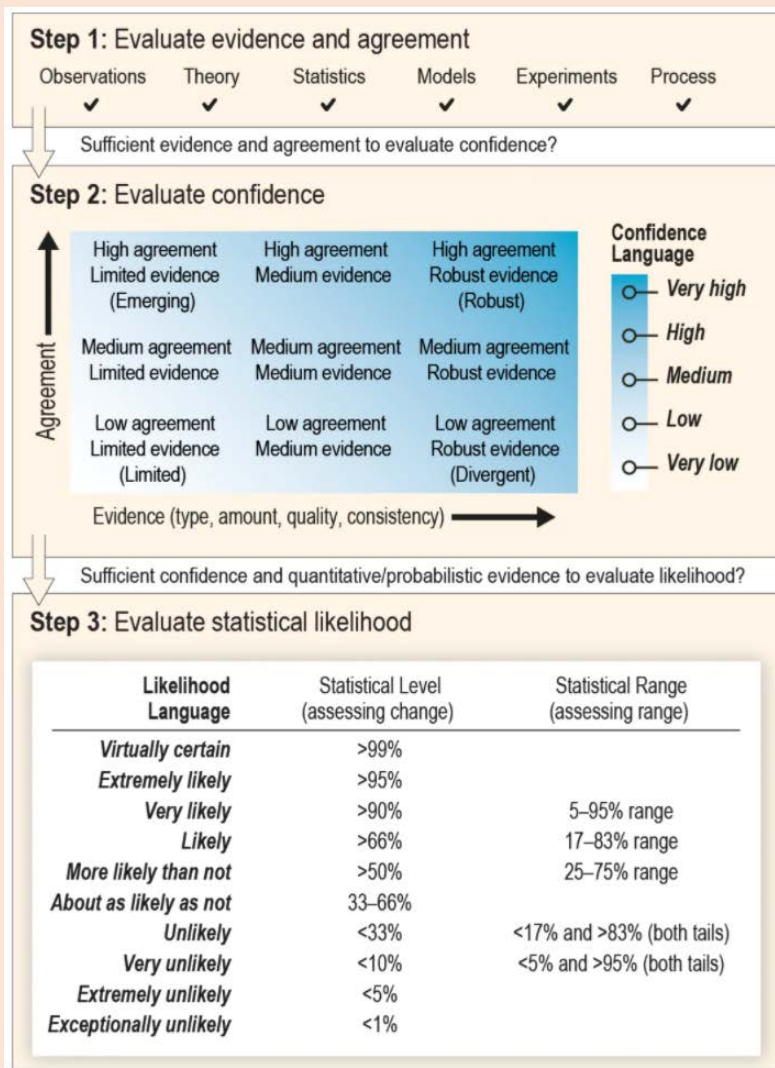 Step 1: Evaluate evidence and agreement
Observations Theory Statistics Models Experiments Process
✔ ✔ ✔ ✔ ✔ ✔
Sufficient evidence and agreement to evaluate confidence?
Step 2: Evaluate confidence
High agreement
Limited evidence
(Emerging)
High agreement
Medium evidence
High agreement
Robust evidence
(Robust)
Medium agreement
Limited evidence
Medium agreement
Medium evidence
Medium agreement
Robust evidence
Low agreement
Limited evidence
(Limited)
Low agreement
Medium evidence
Low agreement
Robust evidence
(Divergent)
Agreement
Evidence (type, amount, quality, consistency)
Confidence
Language
Very high
High
Medium
Low
Very low
Sufficient confidence and quantitative/probabilistic evidence to evaluate likelihood?
Step 3: Evaluate statistical likelihood
Likelihood Statistical Level Statistical Range
Language (assessing change) (assessing range)
Virtually certain >99%
Extremely likely >95%
Very likely >90% 5–95% range
Likely >66% 17–83% range
More likely than not >50% 25–75% range
About as likely as not 33–66%
Unlikely <33% <17% and >83% (both tails)
Very unlikely <10% <5% and >95% (both tails)
Extremely unlikely <5%
Exceptionally unlikely <1%